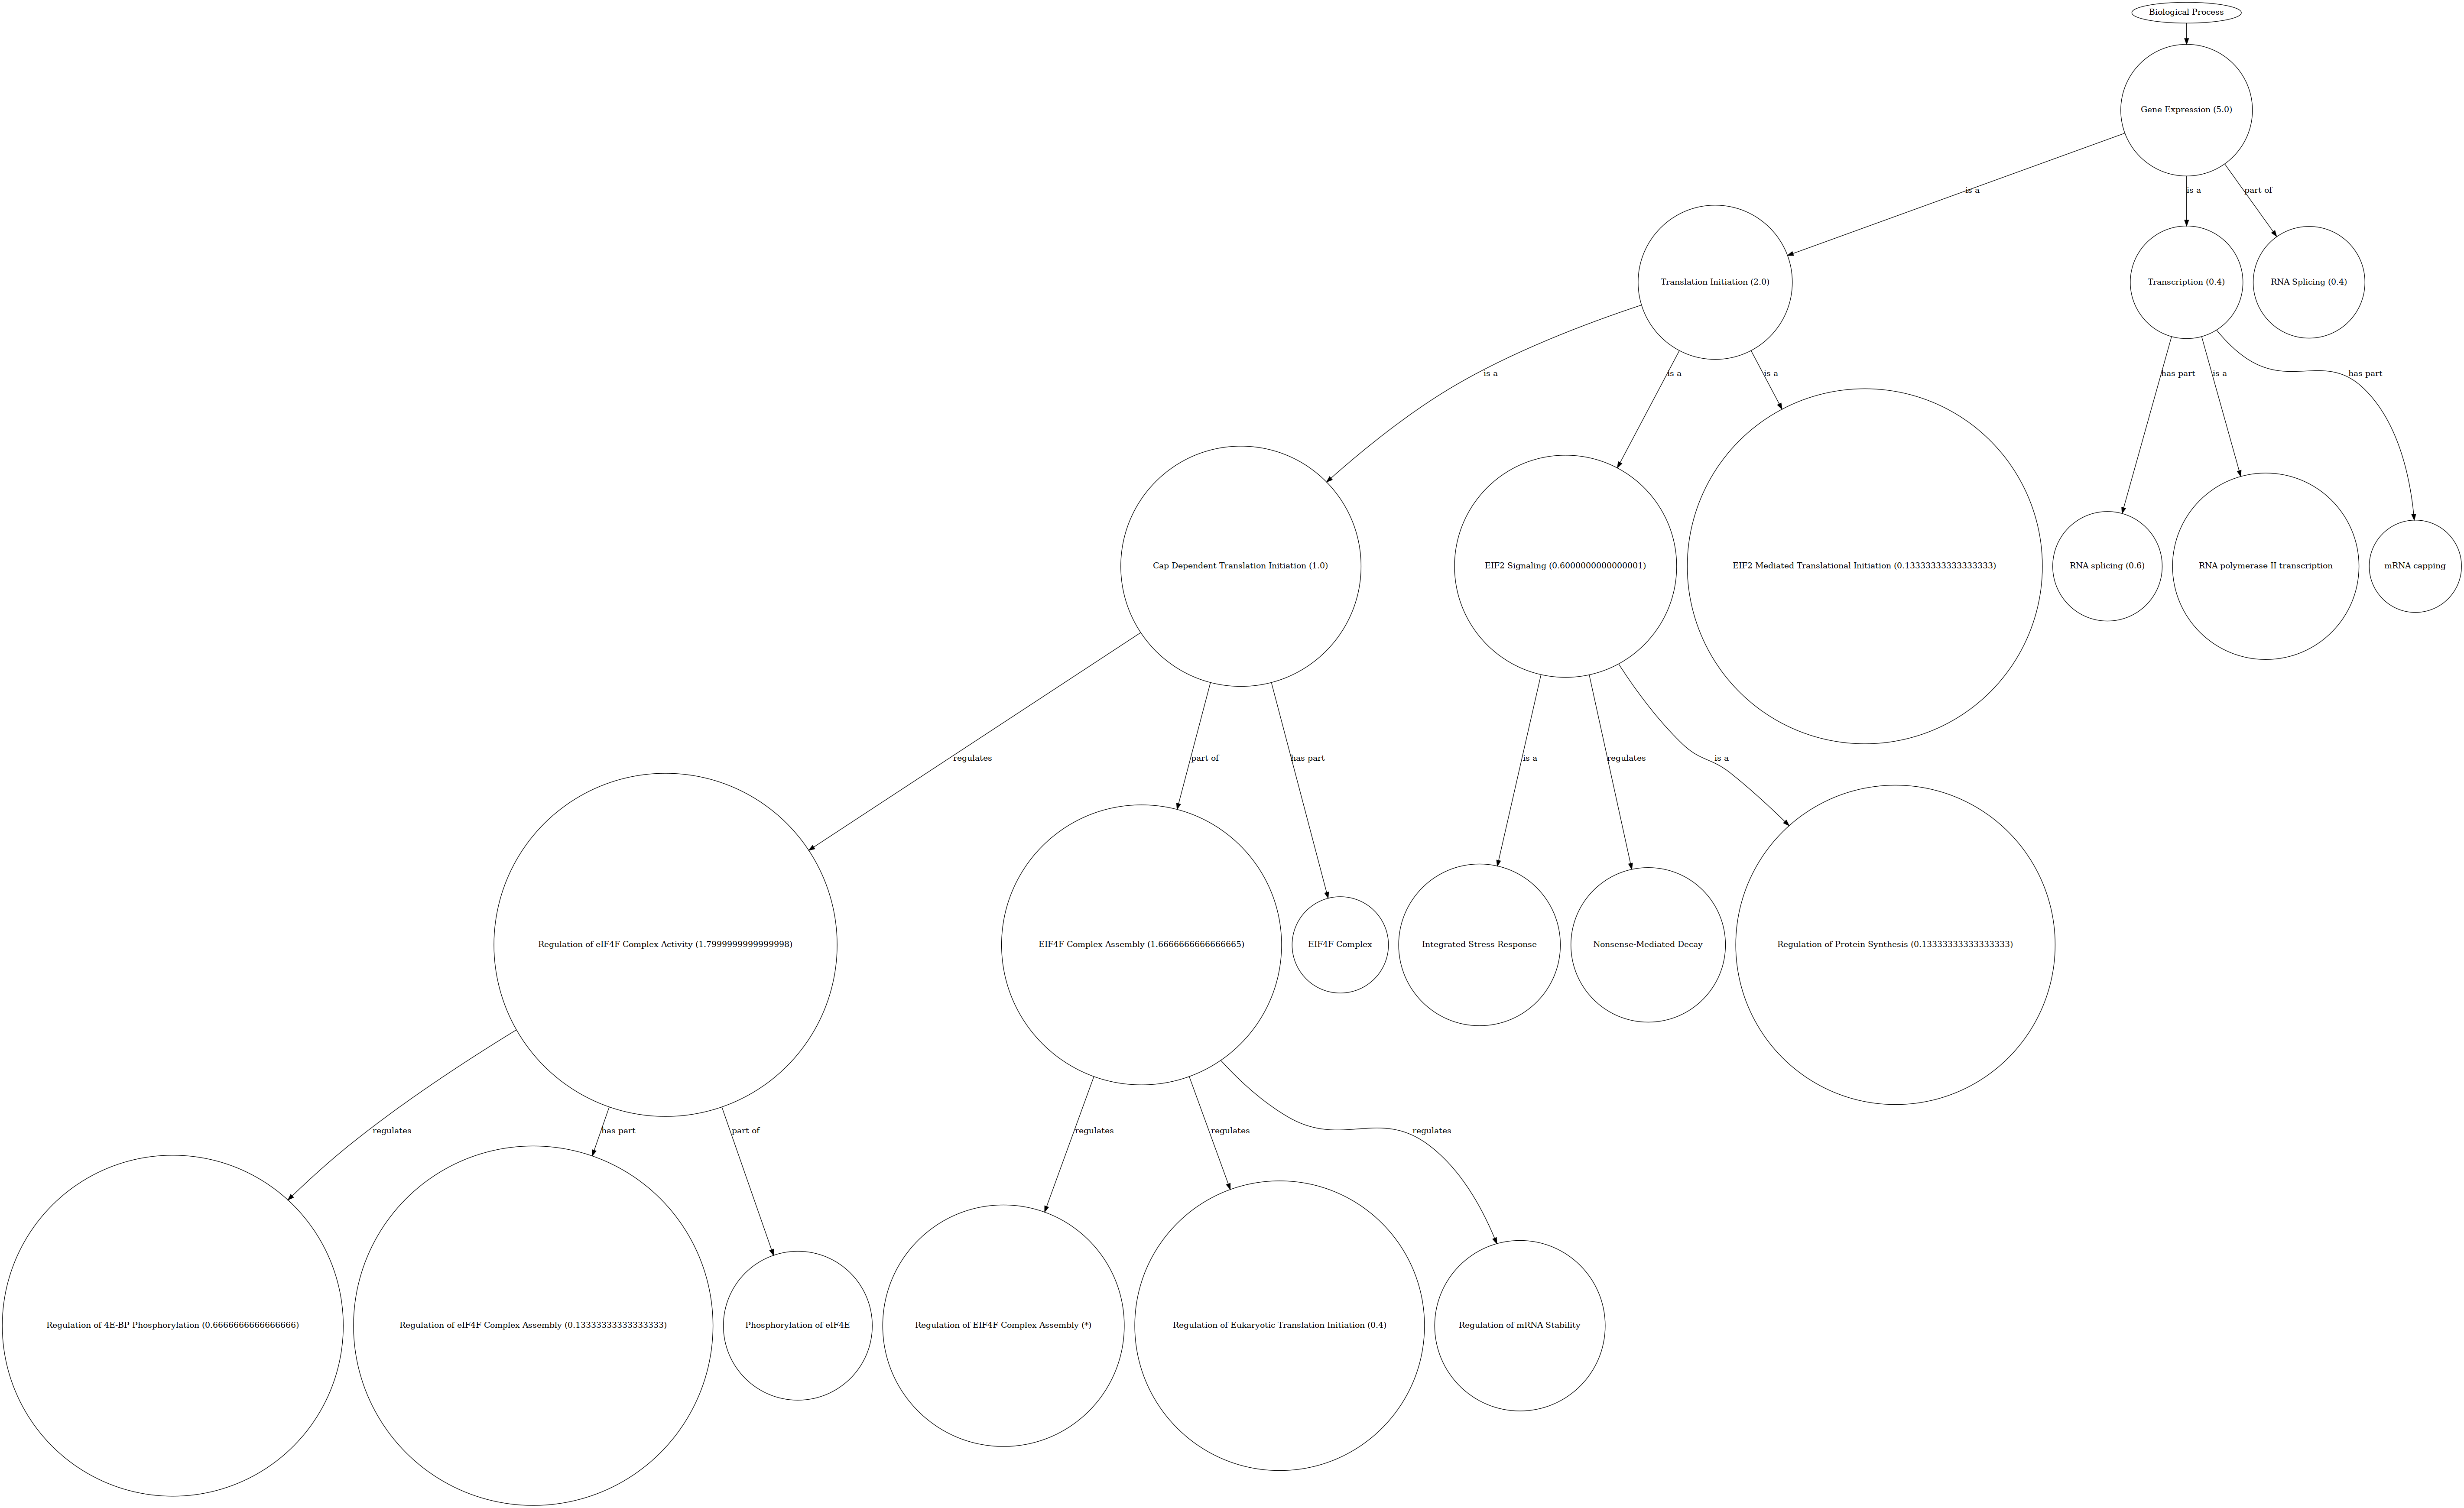 Biological Process
Gene Expression (5.0)
is a
is a
part of
Translation Initiation (2.0)
Transcription (0.4)
RNA Splicing (0.4)
is a
is a
is a
has part
is a
has part
Cap-Dependent Translation Initiation (1.0)
EIF2 Signaling (0.6000000000000001)
EIF2-Mediated Translational Initiation (0.13333333333333333)
RNA splicing (0.6)
RNA polymerase II transcription
mRNA capping
regulates
part of
has part
is a
regulates
is a
Regulation of eIF4F Complex Activity (1.7999999999999998)
EIF4F Complex Assembly (1.6666666666666665)
EIF4F Complex
Integrated Stress Response
Nonsense-Mediated Decay
Regulation of Protein Synthesis (0.13333333333333333)
regulates
has part
part of
regulates
regulates
regulates
Regulation of 4E-BP Phosphorylation (0.6666666666666666)
Regulation of eIF4F Complex Assembly (0.13333333333333333)
Phosphorylation of eIF4E
Regulation of EIF4F Complex Assembly (*)
Regulation of Eukaryotic Translation Initiation (0.4)
Regulation of mRNA Stability